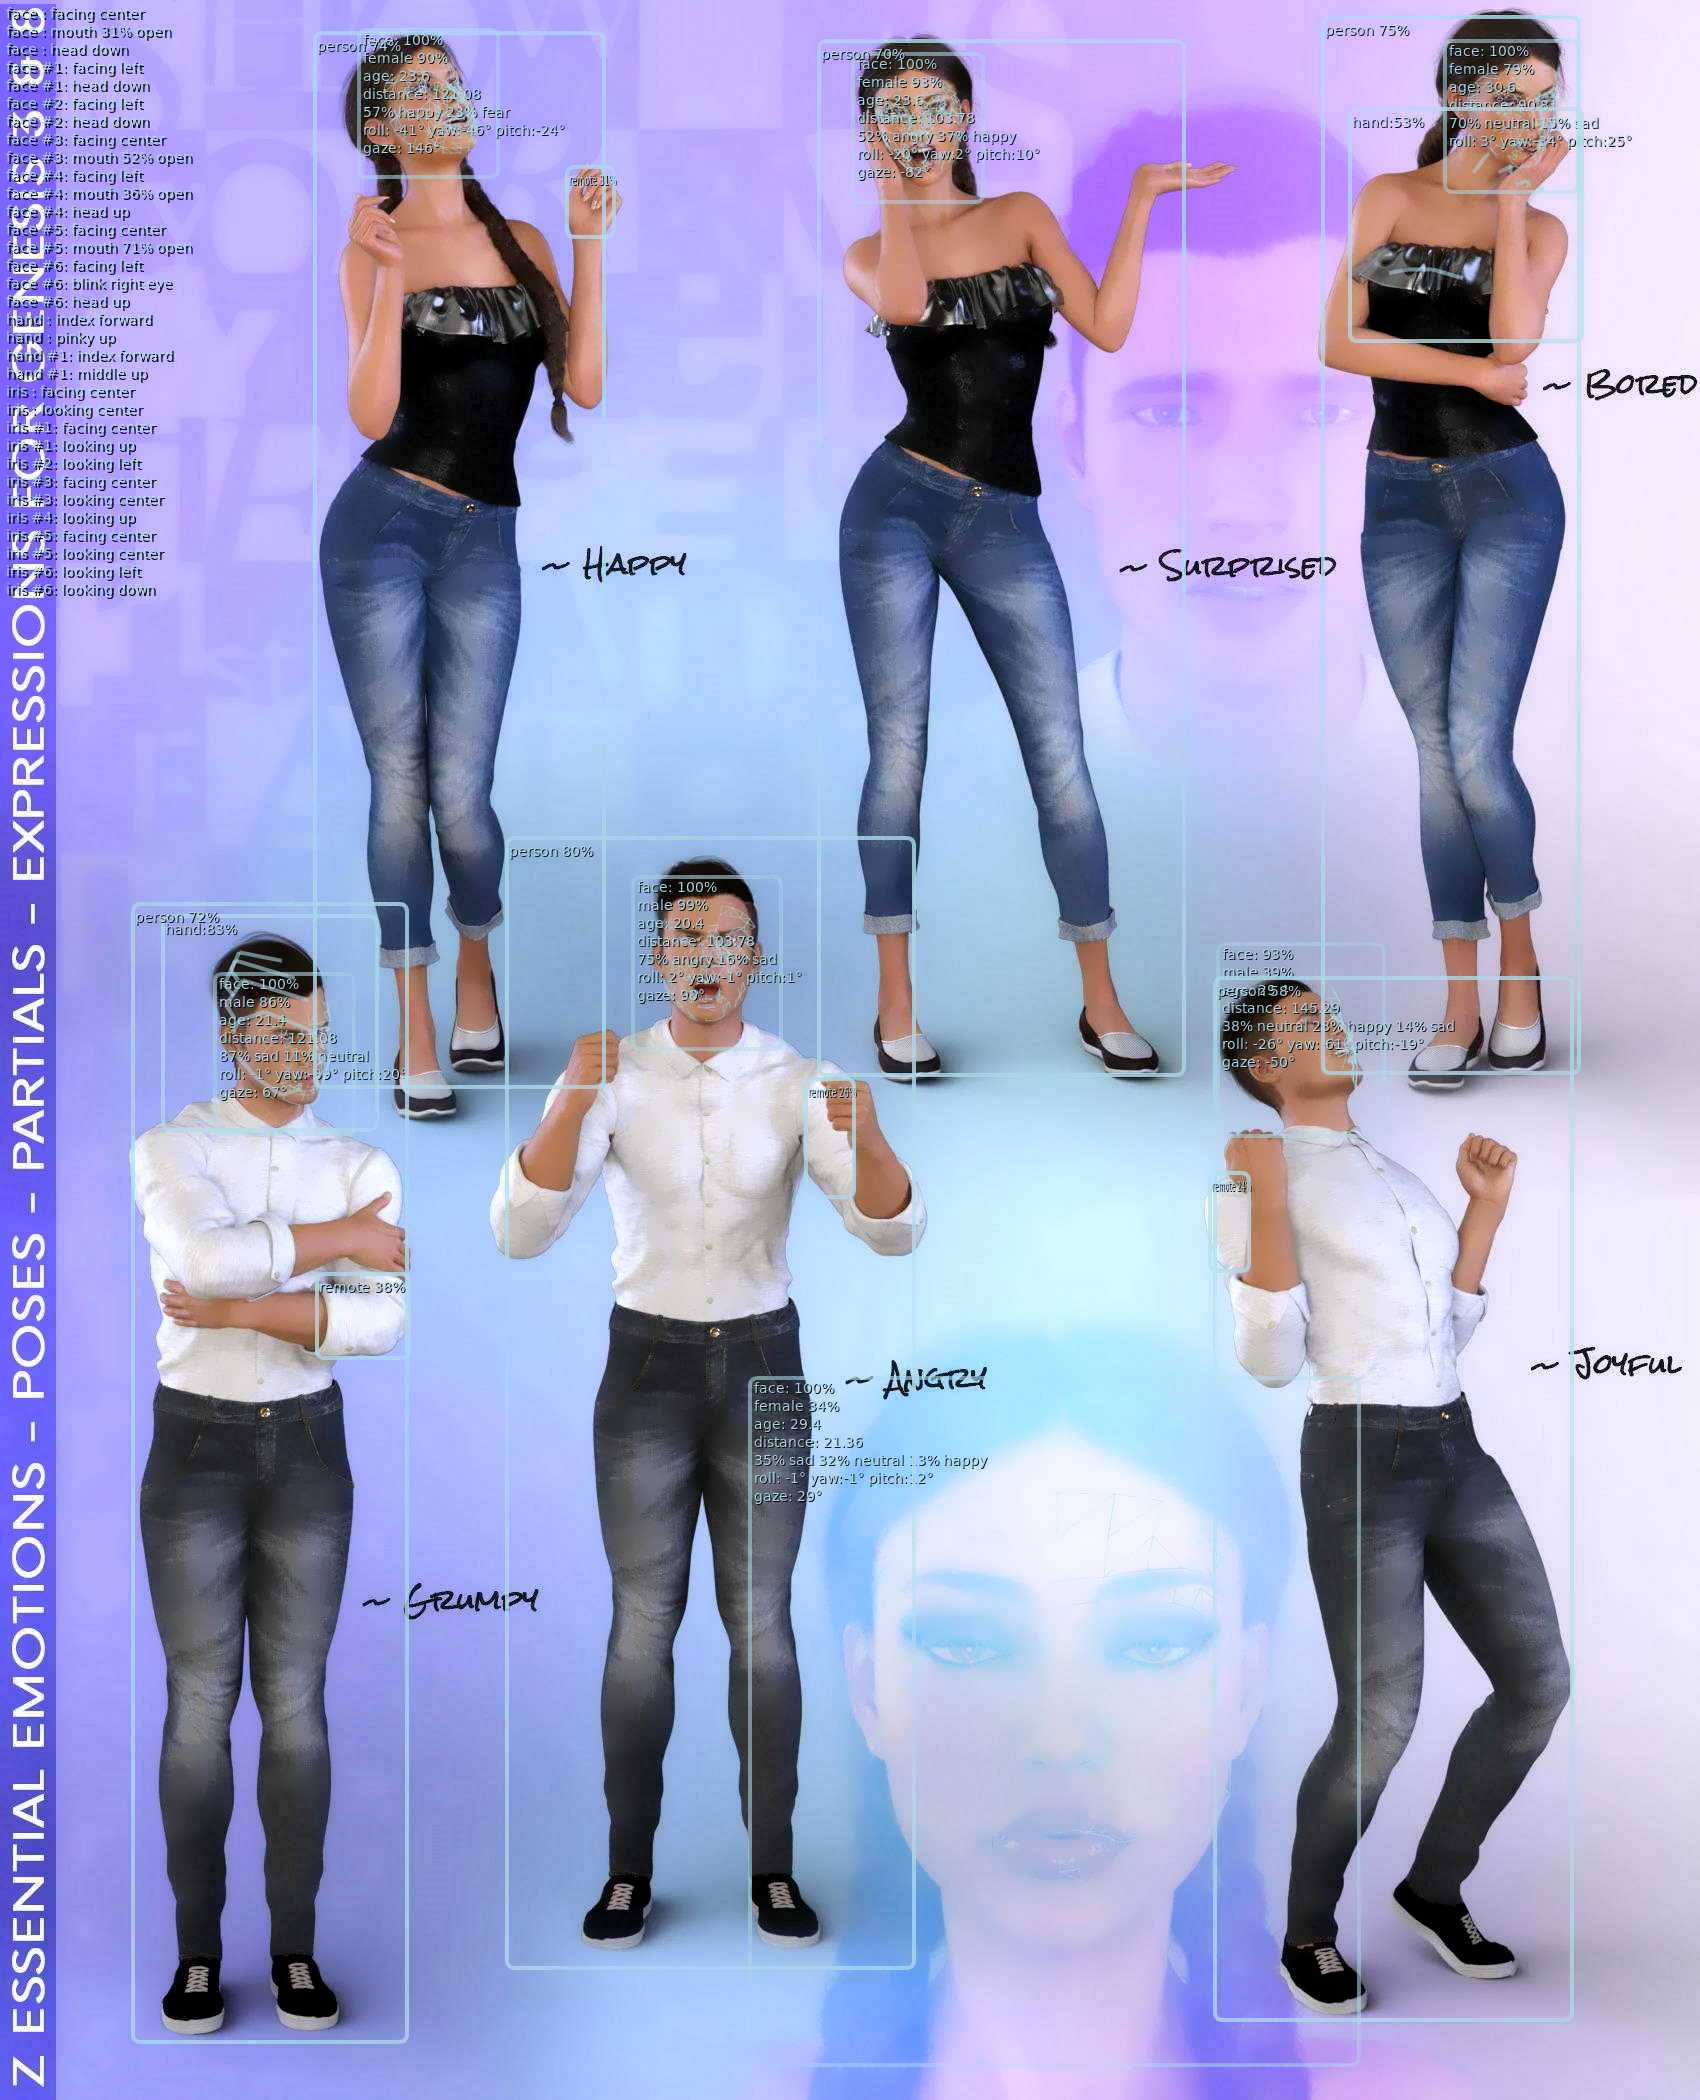 face : facing center
face : mouth 31% open
face : head down
face #1: facing left
face #1: head down
face #2: facing left
face #2: head down
face #3: facing center
face #3: mouth 52% open
face #4: facing left
face #4: mouth 36% open
face #4: head up
face #5: facing center
face #5: mouth 71% open
face #6: facing left
face #6: blink right eye
face #6: head up
hand : index forward
hand : pinky up
hand #1: index forward
hand #1: middle up
iris : facing center
iris : looking center
iris #1: facing center
iris #1: looking up
iris #2: looking left
iris #3: facing center
iris #3: looking center
iris #4: looking up
iris #5: facing center
iris #5: looking center
iris #6: looking left
iris #6: looking down
Z ESSENTIAL EMOTIONS - POSES - PARTIALS - EXPRESSIONS FOR GENESIS 3 & 8
person 74%
face: 100%
female 90%
age: 23.6
distance: 121.08
57% happy 23% fear
roll: -41° yaw:-46° pitch:-24°
gaze: 146°
remote 31%
~ HAPPY
person 70%
face: 100%
female 93%
age: 23.6
distance: 103.78
52% angry 37% happy
roll: -20° yaw:2° pitch:10°
gaze: -82°
~ SURPRISED
person 75%
face: 100%
female 79%
age: 30.6
distance: 90.81
hand:53%
70% neutral 15% sad
roll: 3° yaw:-34° pitch:25°
~ BORED
person 72%
hand:83%
face: 100%
male 86%
age: 21.4
distance: 121.08
87% sad 11% neutral
roll: -1° yaw:-99° pitch:20°
gaze: 67°
remote 38%
~ GRUMPY
person 80%
face: 100%
male 99%
age: 20.4
distance: 103.78
75% angry 16% sad
roll: 2° yaw:-1° pitch:1°
gaze: 90°
remote 26%
~ ANGRY
face: 100%
female 34%
age: 29.4
distance: 21.36
35% sad 32% neutral 13% happy
roll: -1° yaw:-1° pitch:12°
gaze: 29°
face: 93%
male 39%
person 58%
distance: 145.29
38% neutral 28% happy 14% sad
roll: -26° yaw: 61° pitch:-19°
gaze: -50°
remote 24%
~ JOYFUL